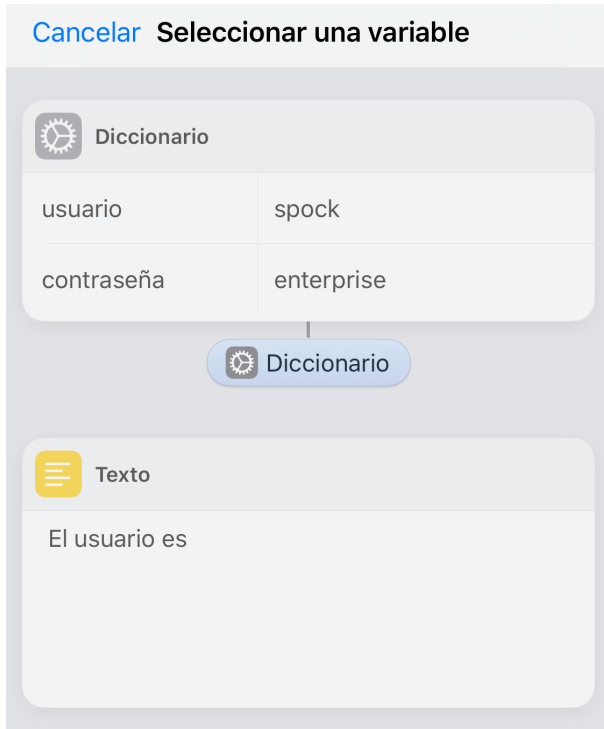 Cancelar Seleccionar una variable
Diccionario
usuario spock
contraseña enterprise
Diccionario
Texto
El usuario es